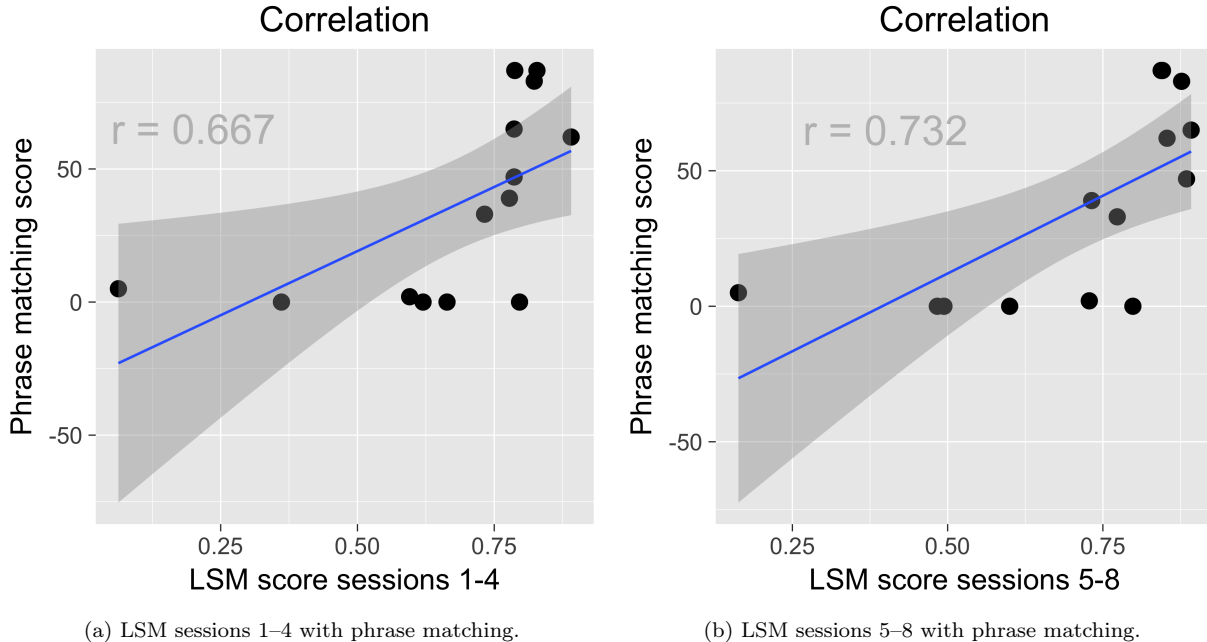 Correlation
r = 0.667
Phrase matching score
50
0
-50
0.25 0.50 0.75
LSM score sessions 1-4
(a) LSM sessions 1–4 with phrase matching.
Correlation
r = 0.732
Phrase matching score
50
0
-50
0.25 0.50 0.75
LSM score sessions 5-8
(b) LSM sessions 5–8 with phrase matching.